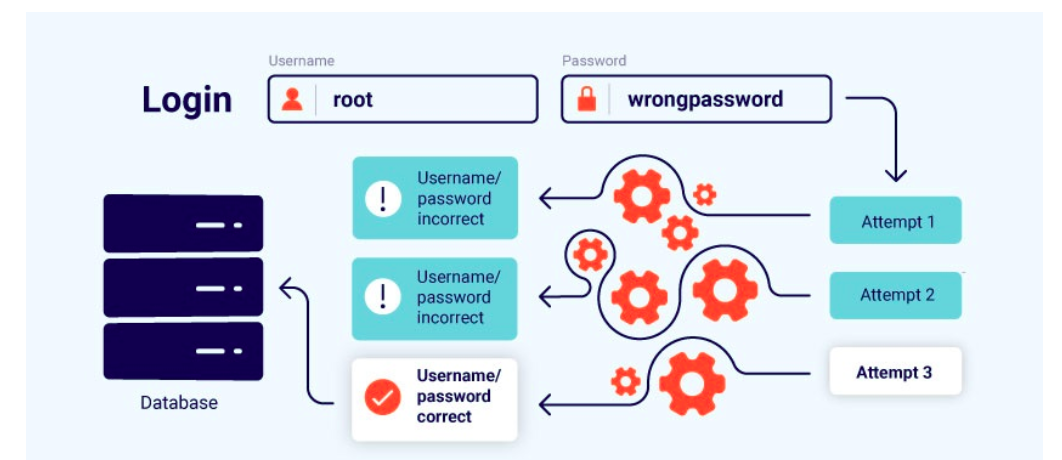 Username
Password
Login
root
wrongpassword
Username/
password
incorrect
Attempt 1
Username/
password
incorrect
Attempt 2
Username/
password
correct
Attempt 3
Database